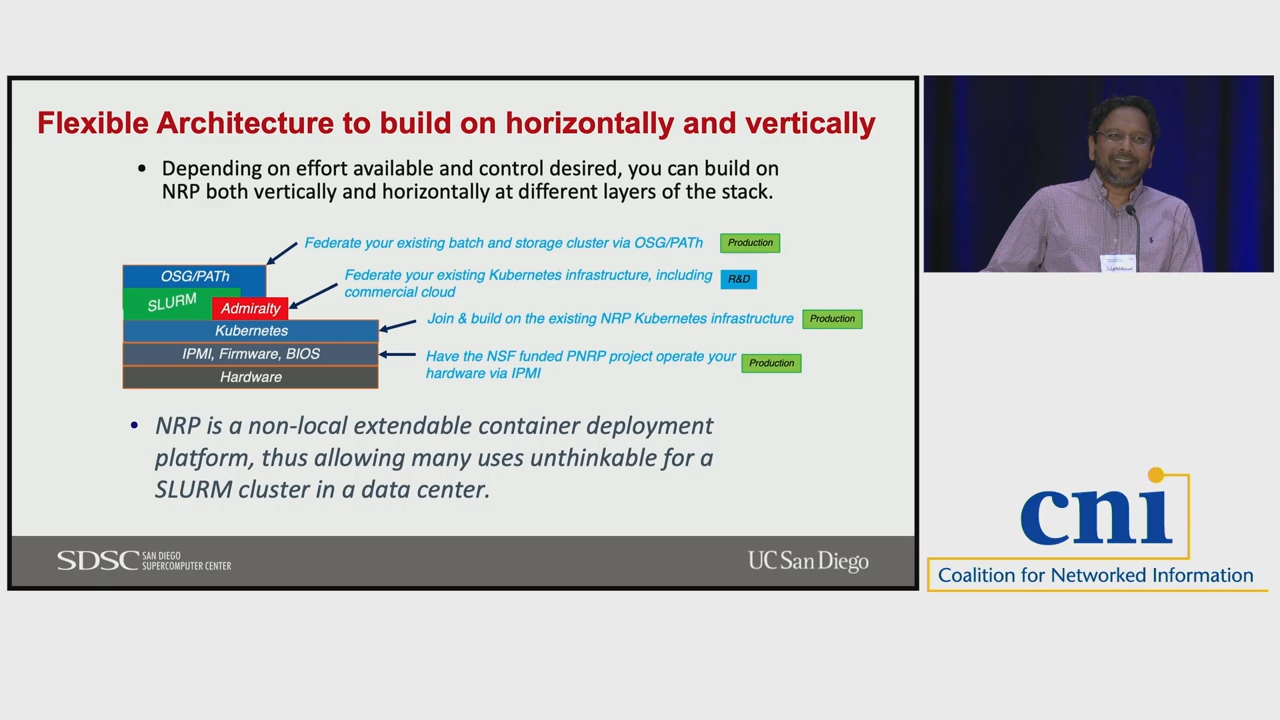 Flexible Architecture to build on horizontally and vertically
• Depending on effort available and control desired, you can build on
NRP both vertically and horizontally at different layers of the stack.
Federate your existing batch and storage cluster via OSG/PATh
Production
OSG/PATh
Federate your existing Kubernetes infrastructure, including
commercial cloud
R&D
SLURM
Admiralty
Join & build on the existing NRP Kubernetes infrastructure
Production
Kubernetes
IPMI, Firmware, BIOS
Have the NSF funded PNRP project operate your
hardware via IPMI
Production
Hardware
• NRP is a non-local extendable container deployment
platform, thus allowing many uses unthinkable for a
SLURM cluster in a data center.
SDSC SAN DIEGO
SUPERCOMPUTER CENTER
UC San Diego
cni
Coalition for Networked Information